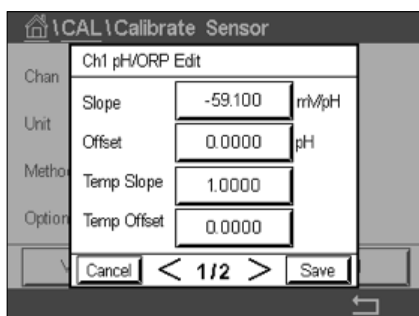 \CAL\Calibrate Sensor
Ch1 pH/ORP Edit
Chan
Slope -59.100 mV/pH
Unit
Offset 0.0000 pH
Temp Slope 1.0000
Option
Temp Offset 0.0000
Cancel < 1/2 > Save